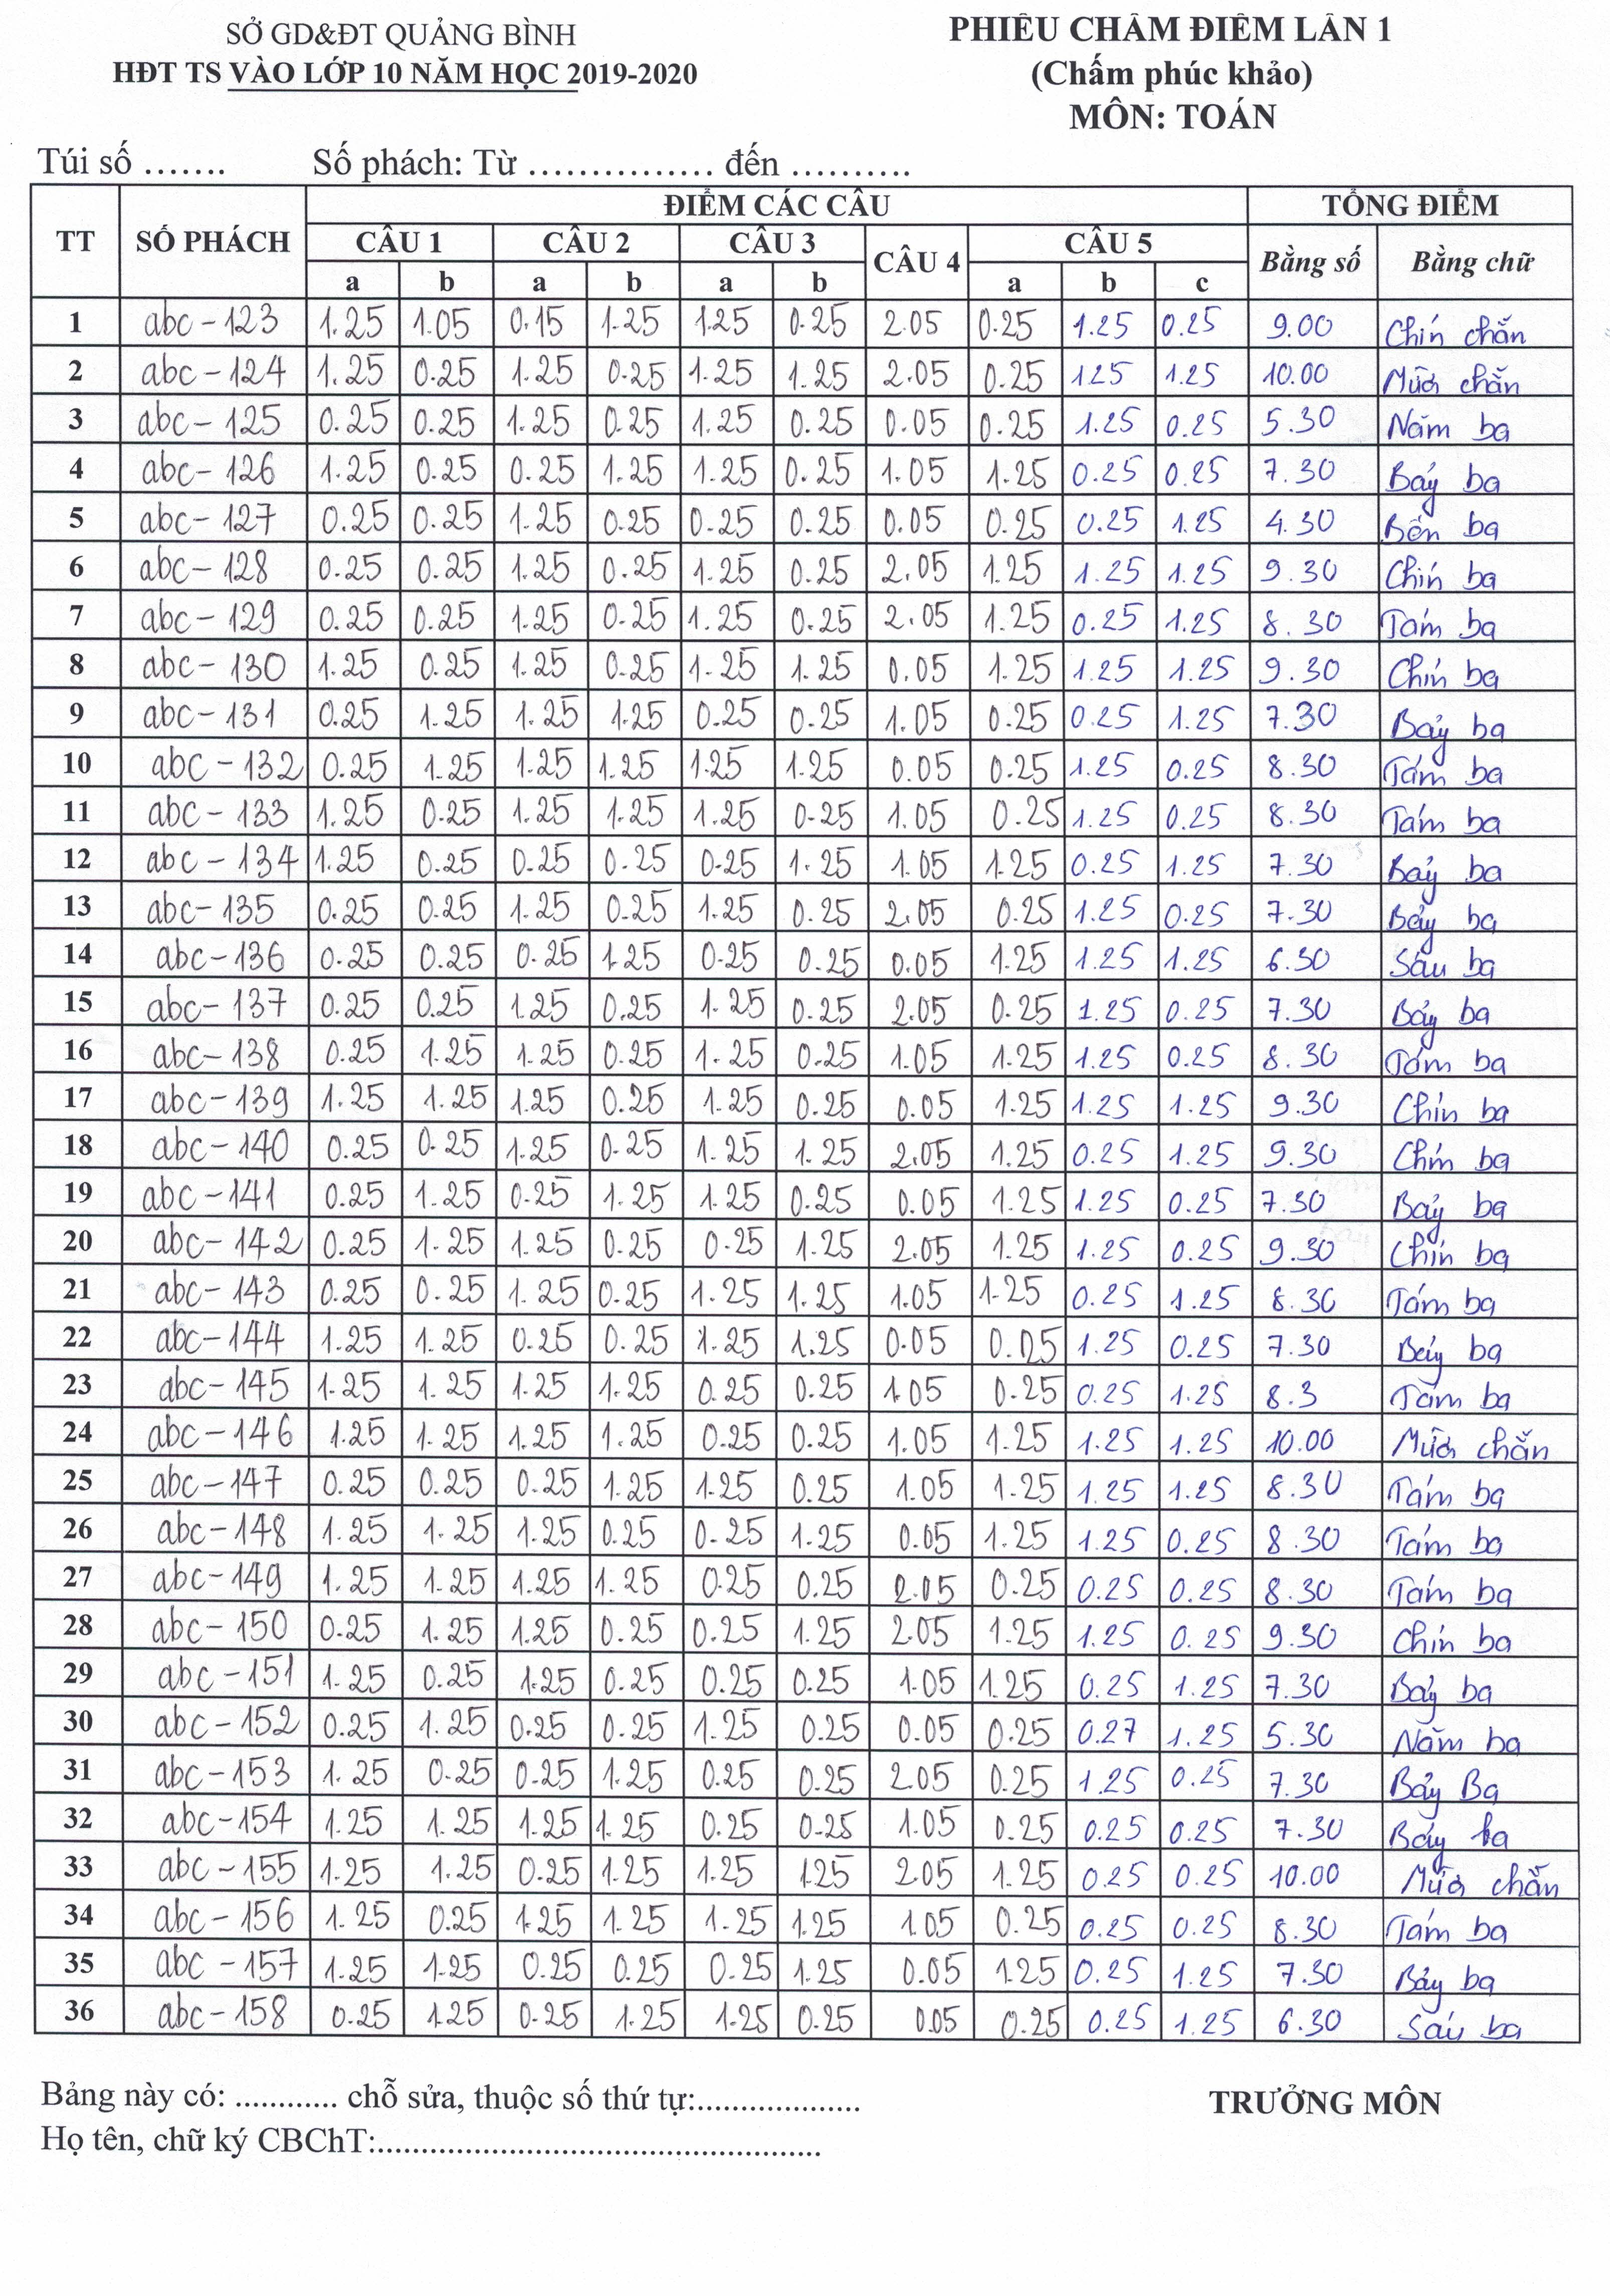 SỞ GD&ĐT QUẢNG BÌNH
HĐT TS VÀO LỚP 10 NĂM HỌC 2019-2020
PHIẾU CHẤM ĐIỂM LẦN 1
(Chấm phúc khảo)
MÔN: TOÁN
Túi số ....... Số phách: Từ ................ đến ..........
TT SỐ PHÁCH ĐIỂM CÁC CÂU TỔNG ĐIỂM
CÂU 1 CÂU 2 CÂU 3 CÂU 4 CÂU 5 Bằng số Bằng chữ
a b a b a b a b c
1 abc-123 1.25 1.05 0.15 1.25 1.25 0.25 2.05 0.25 1.25 0.25 9.00 Chín chẵn
2 abc-124 1.25 0.25 1.25 0.25 1.25 1.25 2.05 0.25 125 1.25 10.00 Mười chẵn
3 abc-125 0.25 0.25 1.25 0.25 1.25 0.25 0.05 0.25 1.25 0.25 5.30 Năm ba
4 abc-126 1.25 0.25 0.25 1.25 1.25 0.25 1.05 1.25 0.25 0.25 7.30 Bảy ba
5 abc-127 0.25 0.25 1.25 0.25 0.25 0.25 0.05 0.25 0.25 1.25 4.30 Bốn ba
6 abc-128 0.25 0.25 1.25 0.25 1.25 0.25 2.05 1.25 1.25 1.25 9.30 Chín ba
7 abc-129 0.25 0.25 1.25 0.25 1.25 0.25 2.05 1.25 0.25 1.25 8.30 Tám ba
8 abc-130 1.25 0.25 1.25 0.25 1.25 1.25 0.05 1.25 1.25 1.25 9.30 Chín ba
9 abc-131 0.25 1.25 1.25 1.25 0.25 0.25 1.05 0.25 0.25 1.25 7.30 Bảy ba
10 abc-132 0.25 1.25 1.25 1.25 1.25 1.25 0.05 0.25 1.25 0.25 8.30 Tám ba
11 abc-133 1.25 0.25 1.25 1.25 1.25 0.25 1.05 0.25 1.25 0.25 8.30 Tám ba
12 abc-134 1.25 0.25 0.25 0.25 0.25 1.25 1.05 1.25 0.25 1.25 7.30 Bảy ba
13 abc-135 0.25 0.25 1.25 0.25 1.25 0.25 2.05 0.25 1.25 0.25 7.30 Bảy ba
14 abc-136 0.25 0.25 0.25 1.25 0.25 0.25 0.05 1.25 1.25 1.25 6.30 Sáu ba
15 abc-137 0.25 0.25 1.25 0.25 1.25 0.25 2.05 0.25 1.25 0.25 7.30 Bảy ba
16 abc-138 0.25 1.25 1.25 0.25 1.25 0.25 1.05 1.25 1.25 0.25 8.30 Tám ba
17 abc-139 1.25 1.25 1.25 0.25 1.25 0.25 0.05 1.25 1.25 1.25 9.30 Chín ba
18 abc-140 0.25 0.25 1.25 0.25 1.25 1.25 2.05 1.25 0.25 1.25 9.30 Chín ba
19 abc-141 0.25 1.25 0.25 1.25 1.25 0.25 0.05 1.25 1.25 0.25 7.30 Bảy ba
20 abc-142 0.25 1.25 1.25 0.25 0.25 1.25 2.05 1.25 1.25 0.25 9.30 Chín ba
21 abc-143 0.25 0.25 1.25 0.25 1.25 1.25 1.05 1.25 0.25 1.25 8.30 Tám ba
22 abc-144 1.25 1.25 0.25 0.25 1.25 1.25 0.05 0.05 1.25 0.25 7.30 Bảy ba
23 abc-145 1.25 1.25 1.25 1.25 0.25 0.25 1.05 0.25 0.25 1.25 8.3 Tám ba
24 abc-146 1.25 1.25 1.25 1.25 0.25 0.25 1.05 1.25 1.25 1.25 10.00 Mười chẵn
25 abc-147 0.25 0.25 0.25 1.25 1.25 0.25 1.05 1.25 1.25 1.25 8.30 Tám ba
26 abc-148 1.25 1.25 1.25 0.25 0.25 1.25 0.05 1.25 1.25 0.25 8.30 Tám ba
27 abc-149 1.25 1.25 1.25 1.25 0.25 0.25 2.05 0.25 0.25 0.25 8.30 Tám ba
28 abc-150 0.25 1.25 1.25 0.25 0.25 1.25 2.05 1.25 1.25 0.25 9.30 Chín ba
29 abc-151 1.25 0.25 1.25 0.25 0.25 0.25 1.05 1.25 0.25 1.25 7.30 Bảy ba
30 abc-152 0.25 1.25 0.25 0.25 1.25 0.25 0.05 0.25 0.27 1.25 5.30 Năm ba
31 abc-153 1.25 0.25 0.25 1.25 0.25 0.25 2.05 0.25 1.25 0.25 7.30 Bảy Ba
32 abc-154 1.25 1.25 1.25 1.25 0.25 0.25 1.05 0.25 0.25 0.25 7.30 Bảy ba
33 abc-155 1.25 1.25 0.25 1.25 1.25 125 2.05 1.25 0.25 0.25 10.00 Mười chẵn
34 abc-156 1.25 0.25 1.25 1.25 1.25 1.25 1.05 0.25 0.25 0.25 8.30 Tám ba
35 abc-157 1.25 1.25 0.25 0.25 0.25 1.25 0.05 125 0.25 1.25 7.30 Bảy ba
36 abc-158 0.25 1.25 0.25 1.25 1.25 0.25 0.05 0.25 0.25 1.25 6.30 Sáu ba
Bảng này có: ............ chỗ sửa, thuộc số thứ tự:...................
TRƯỞNG MÔN
Họ tên, chữ ký CBChT:....................................................